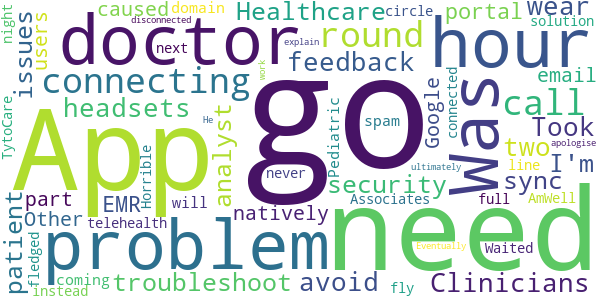 night
caused
domain
Healthcare
circle
portal
wear
disconnected
next
explain
solution
issues
users
doctor
round
hour
connecting
feedback
email
work
TytoCare
headsets
App
go
He
spam
Google
connected
call
Was
analyst
Pediatric
Took
two
I'm
never
line
ultimately
apologise
Horrible
part
EMR
will
security
Associates
full
AmWell
sync
patient
Other
telehealth
natively
problem
need
Eventually
Waited
fledged
coming
instead
troubleshoot
avoid
fly
Clinicians